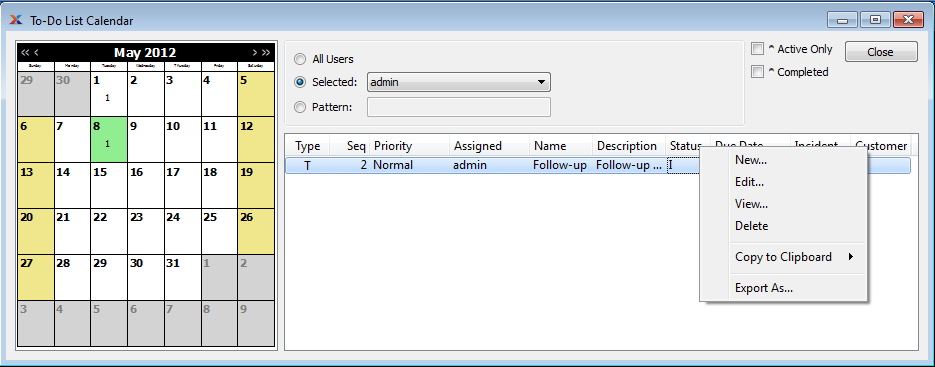 To-Do List Calendar
« ‹ May 2012 › »
Sunday Monday Tuesday Wednesday Thursday Friday Saturday
29 30 1 2 3 4 5
1
6 7 8 9 10 11 12
1
13 14 15 16 17 18 19
20 21 22 23 24 25 26
27 28 29 30 31 1 2
3 4 5 6 7 8 9
All Users
Selected: admin
Pattern:
^ Active Only
^ Completed
Close
Type Seq Priority Assigned Name Description Status Due Date Incident Customer
T 2 Normal admin Follow-up Follow-up ... I
New...
Edit...
View...
Delete
Copy to Clipboard
Export As...